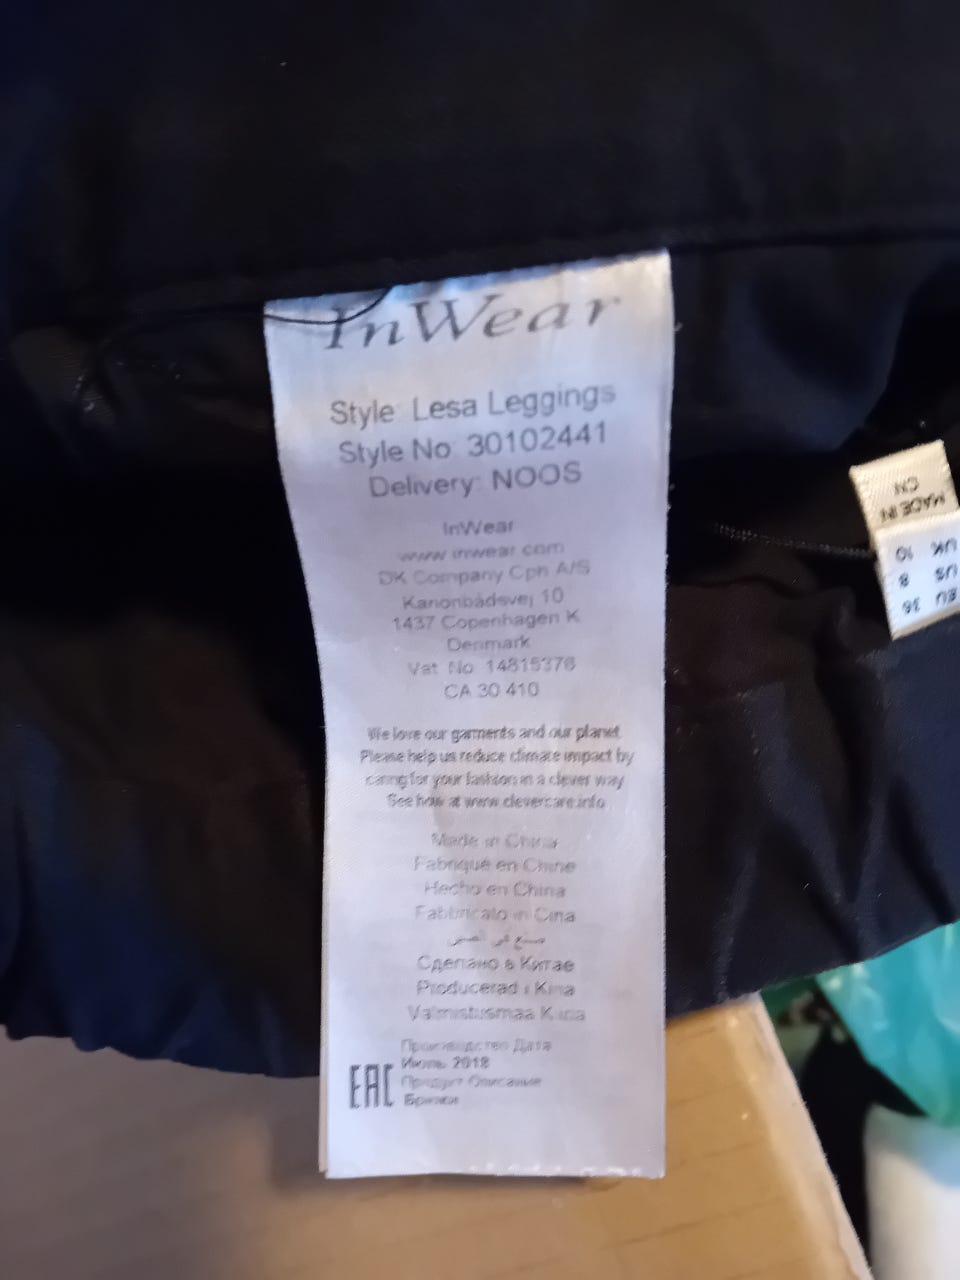 InWear
Style: Lesa Leggings
Style No: 30102441
Delivery: NOOS
InWear
www.inwear.com
DK Company Cph A/S
Kanonbådsvej 10
1437 Copenhagen K
Denmark
Vat. No. 14815376
CA 30 410
We love our garments and our planet.
Please help us reduce climate impact by
caring for your fashion in a clever way
See how at www.clevercare.info
Made in China
Fabriqué en Chine
Hecho en China
Fabbricato in Cina
صنع في الصين
Сделано в Китае
Producerad i Kina
Valmistusmaa Kiina
Производство Дата
Июль 2018
Продукт Описание
Брюки
EAC
MADE IN
CN
UK 10
US 8
EU 36